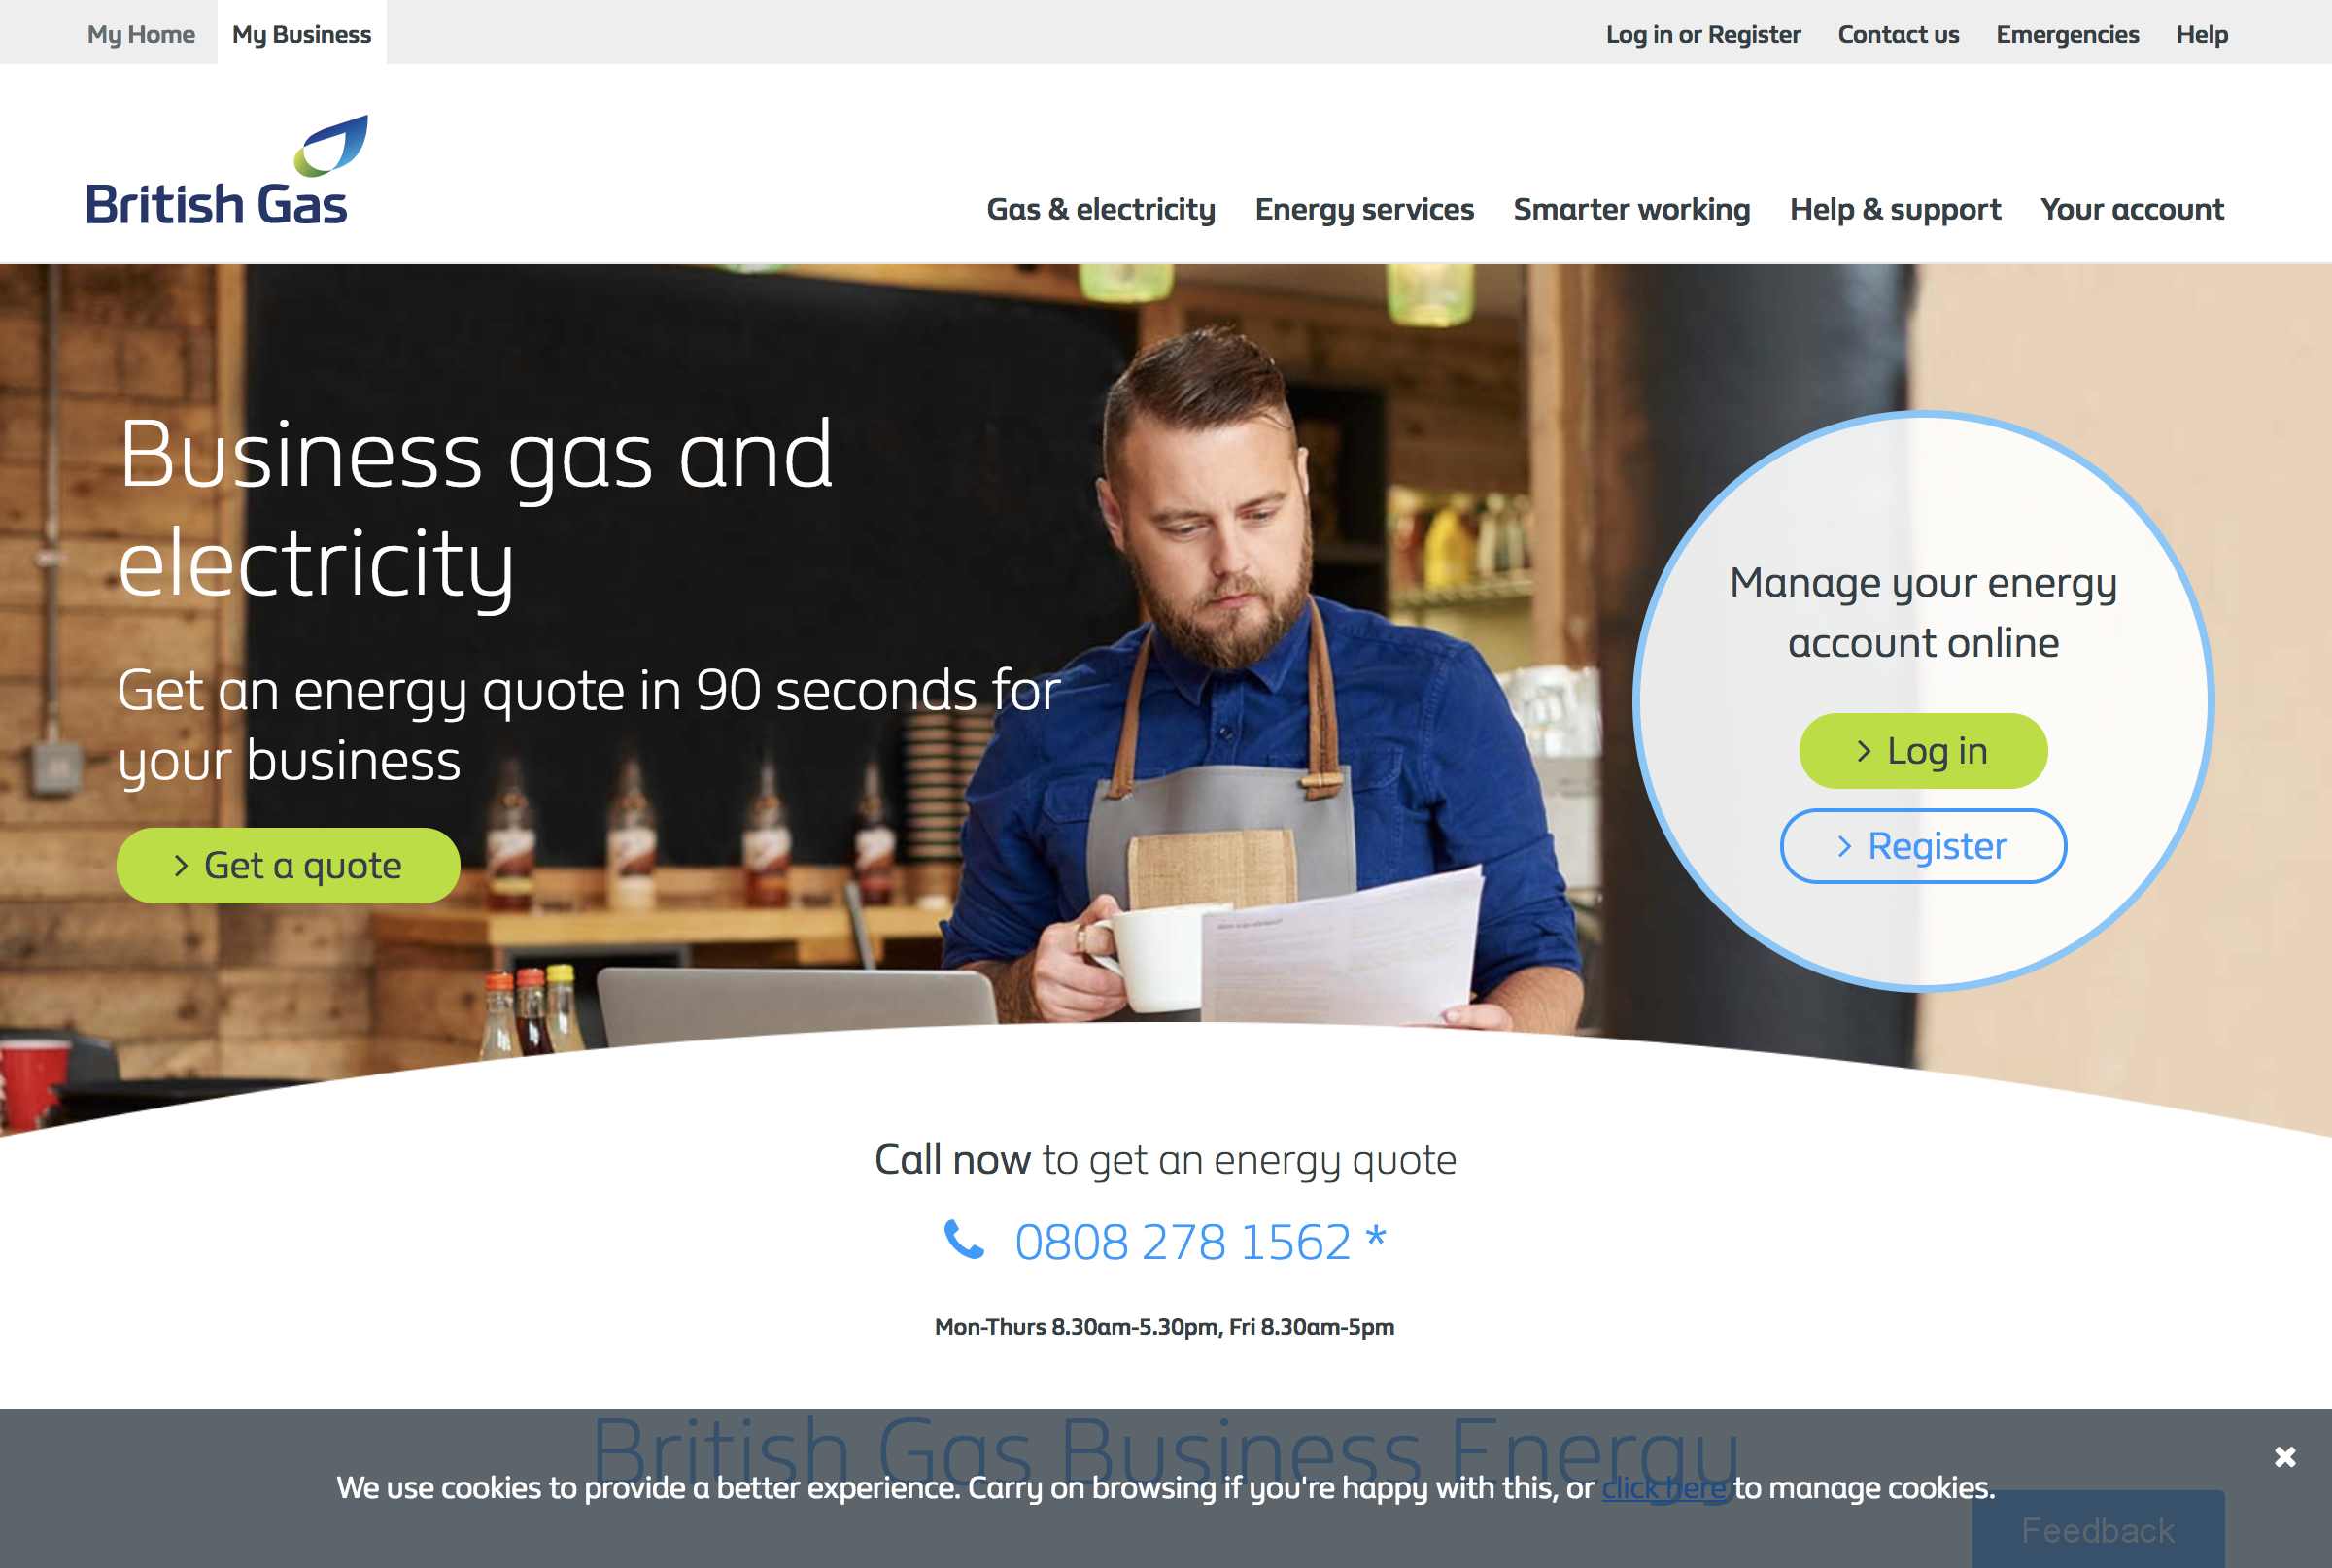 My Home
My Business
Log in or Register
Contact us
Emergencies
Help
British Gas
Gas & electricity
Energy services
Smarter working
Help & support
Your account
Business gas and
electricity
Get an energy quote in 90 seconds for
your business
Get a quote
Manage your energy
account online
Log in
Register
Call now to get an energy quote
0808 278 1562 *
Mon-Thurs 8.30am-5.30pm, Fri 8.30am-5pm
British Gas Business Energy
We use cookies to provide a better experience. Carry on browsing if you're happy with this, or click here to manage cookies.
Feedback